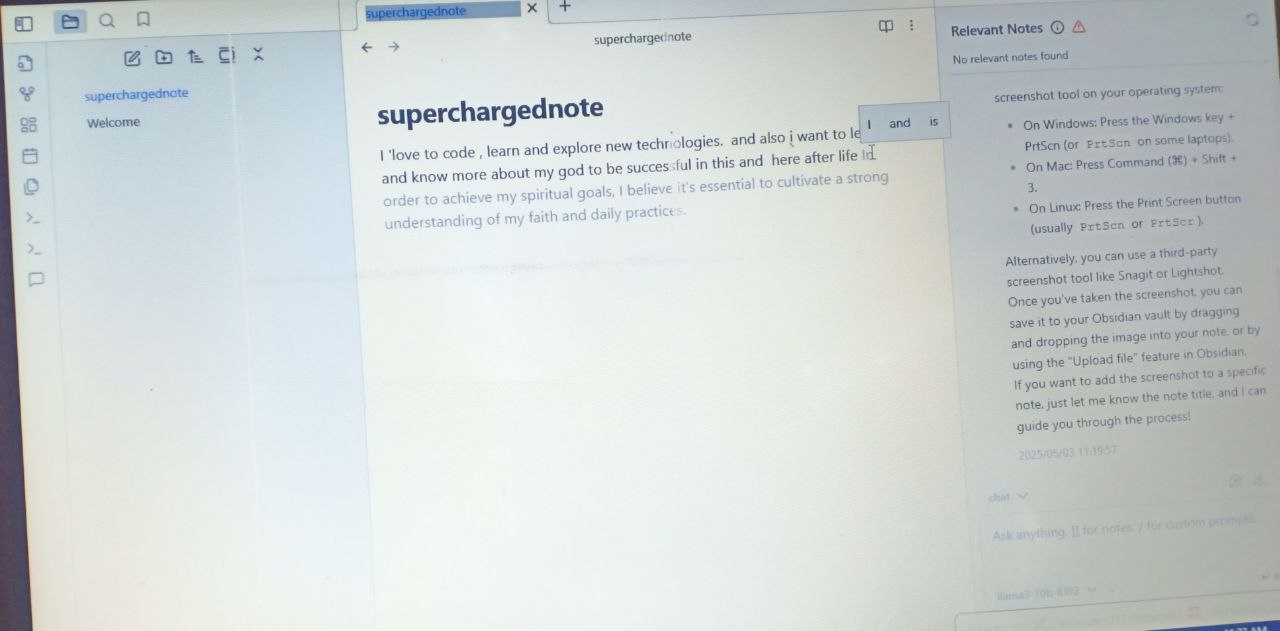 superchargednote
superchargednote
Relevant Notes
No relevant notes found
superchargednote
Welcome
superchargednote
I 'love to code , learn and explore new technologies. and also i want to le
and know more about my god to be successful in this and here after life In
order to achieve my spiritual goals, I believe it's essential to cultivate a strong
understanding of my faith and daily practices.
I and is
screenshot tool on your operating system:
• On Windows: Press the Windows key +
PrtScn (or PrtScn on some laptops).
• On Mac: Press Command (⌘) + Shift +
3.
• On Linux: Press the Print Screen button
(usually PrtScn or PrtScr ).
Alternatively, you can use a third-party
screenshot tool like Snagit or Lightshot.
Once you've taken the screenshot, you can
save it to your Obsidian vault by dragging
and dropping the image into your note, or by
using the "Upload file" feature in Obsidian.
If you want to add the screenshot to a specific
note, just let me know the note title, and I can
guide you through the process!
2025/05/03 11:19:57
chat
Ask anything. [[ for notes. / for custom prompts.
llama3-70b-8192